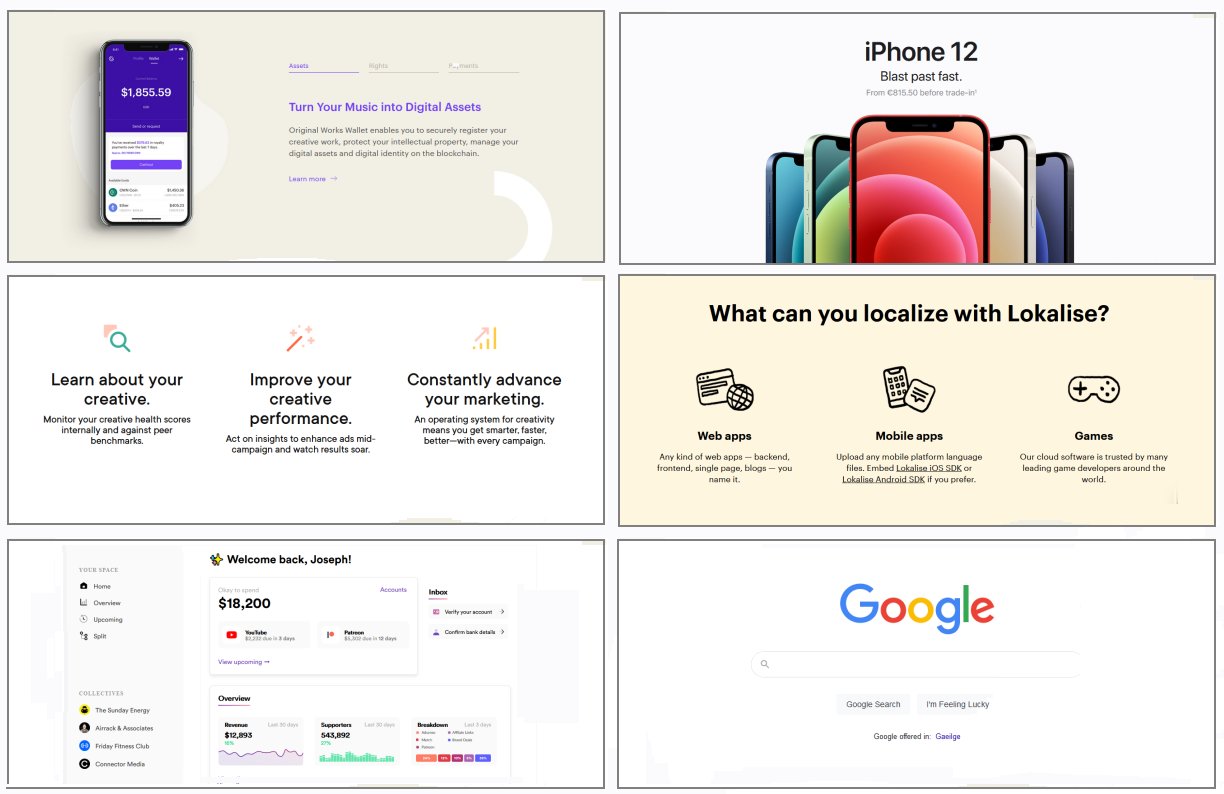 Profile
Wallet
$1,855.59
Send or request
Continue
OWN Coin
$1,450.36
Ether
$405.23
Assets
Rights
Turn Your Music into Digital Assets
Original Works Wallet enables you to securely register your
creative work, protect your intellectual property, manage your
digital assets and digital identity on the blockchain.
Learn more →
iPhone 12
Blast past fast.
From €815.50 before trade-in¹
Learn about your
creative.
Monitor your creative health scores
internally and against peer
benchmarks.
Improve your
creative
performance.
Act on insights to enhance ads mid-
campaign and watch results soar.
Constantly advance
your marketing.
An operating system for creativity
means you get smarter, faster,
better—with every campaign.
What can you localize with Lokalise?
Web apps
Any kind of web apps — backend,
frontend, single page, blogs — you
name it.
Mobile apps
Upload any mobile platform language
files. Embed Lokalise iOS SDK or
Lokalise Android SDK if you prefer.
Games
Our cloud software is trusted by many
leading game developers around the
world.
YOUR SPACE
Home
Overview
Upcoming
Split
COLLECTIVES
The Sunday Energy
Airrack & Associates
Friday Fitness Club
Connector Media
Welcome back, Joseph!
Okay to spend
Accounts
$18,200
YouTube
$2,232 due in 3 days
Patreon
$5,302 due in 12 days
View upcoming →
Inbox
Verify your account
Confirm bank details
Overview
Revenue
Last 30 days
$12,893
Supporters
Last 30 days
543,892
27%
Breakdown
Last 3 days
Adsense
Affiliate Links
Merch
Brand Deals
Patreon
Google
Google Search
I'm Feeling Lucky
Google offered in: Gaeilge